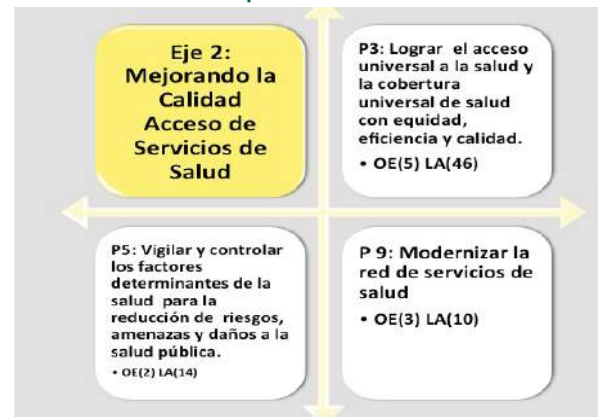 Eje 2:
Mejorando la
Calidad
Acceso de
Servicios de
Salud
P3: Lograr el acceso
universal a la salud y
la cobertura
universal de salud
con equidad,
eficiencia y calidad.
• OE(5) LA(46)
P5: Vigilar y controlar
los factores
determinantes de la
salud para la
reducción de riesgos,
amenazas y daños a la
salud pública.
• OE(2) LA(14)
P 9: Modernizar la
red de servicios de
salud
• OE(3) LA(10)